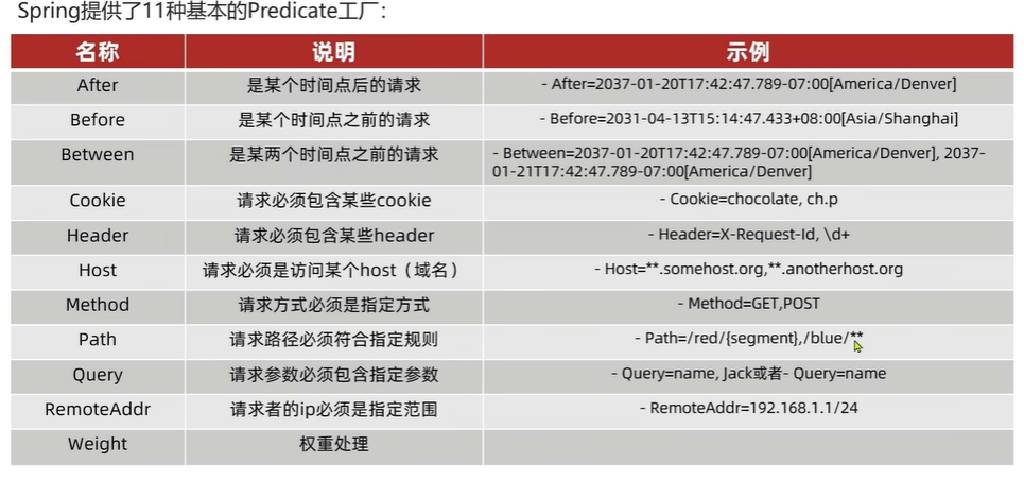 Spring提供了11种基本的Predicate工厂：
名称 说明 示例
After 是某个时间点后的请求 - After=2037-01-20T17:42:47.789-07:00[America/Denver]
Before 是某个时间点之前的请求 - Before=2031-04-13T15:14:47.433+08:00[Asia/Shanghai]
Between 是某两个时间点之前的请求 - Between=2037-01-20T17:42:47.789-07:00[America/Denver], 2037-
01-21T17:42:47.789-07:00[America/Denver]
Cookie 请求必须包含某些cookie - Cookie=chocolate, ch.p
Header 请求必须包含某些header - Header=X-Request-Id, \d+
Host 请求必须是访问某个host（域名） - Host=**.somehost.org,**.anotherhost.org
Method 请求方式必须是指定方式 - Method=GET,POST
Path 请求路径必须符合指定规则 - Path=/red/{segment},/blue/**
Query 请求参数必须包含指定参数 - Query=name, Jack或者- Query=name
RemoteAddr 请求者的ip必须是指定范围 - RemoteAddr=192.168.1.1/24
Weight 权重处理